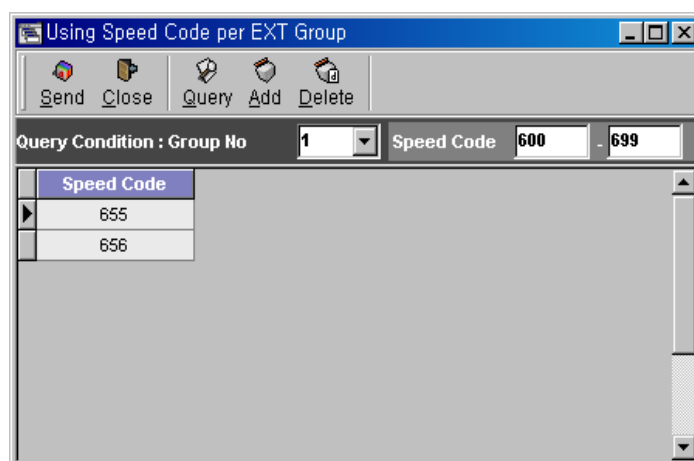 Using Speed Code per EXT Group
Send Close Query Add Delete
Query Condition : Group No 1 Speed Code 600 - 699
Speed Code
655
656